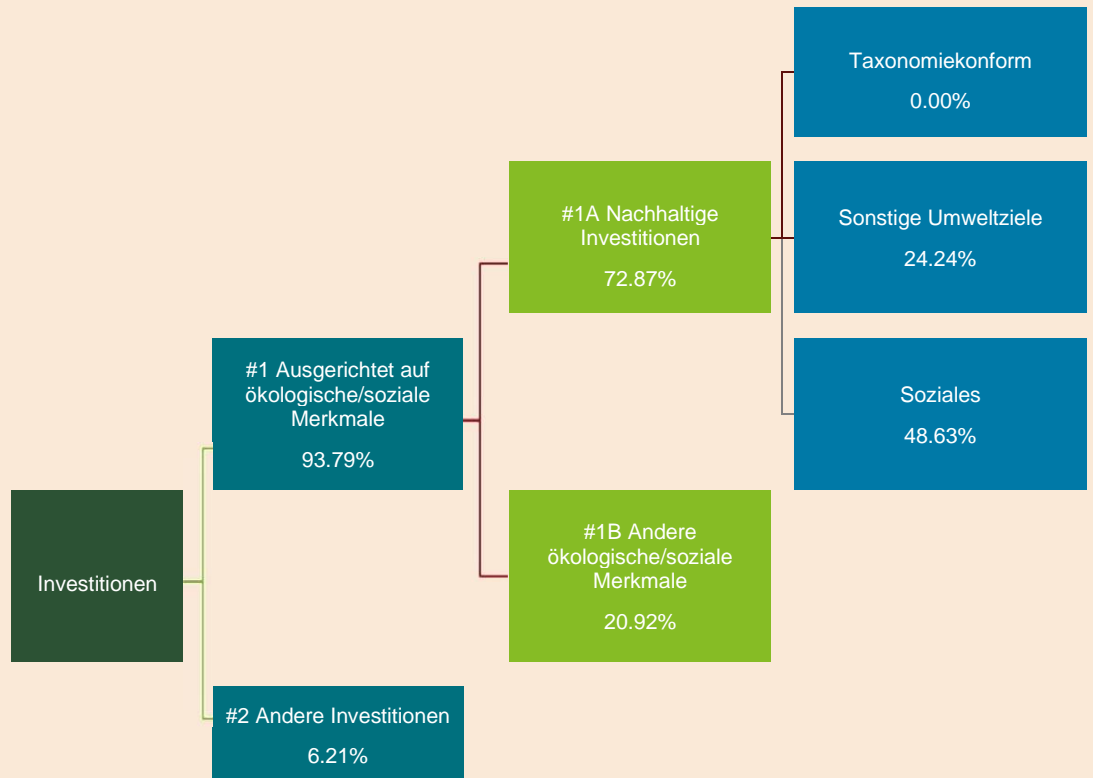 Investitionen
#1 Ausgerichtet auf
ökologische/soziale
Merkmale
93.79%
#2 Andere Investitionen
6.21%
#1A Nachhaltige
Investitionen
72.87%
#1B Andere
ökologische/soziale
Merkmale
20.92%
Taxonomiekonform
0.00%
Sonstige Umweltziele
24.24%
Soziales
48.63%